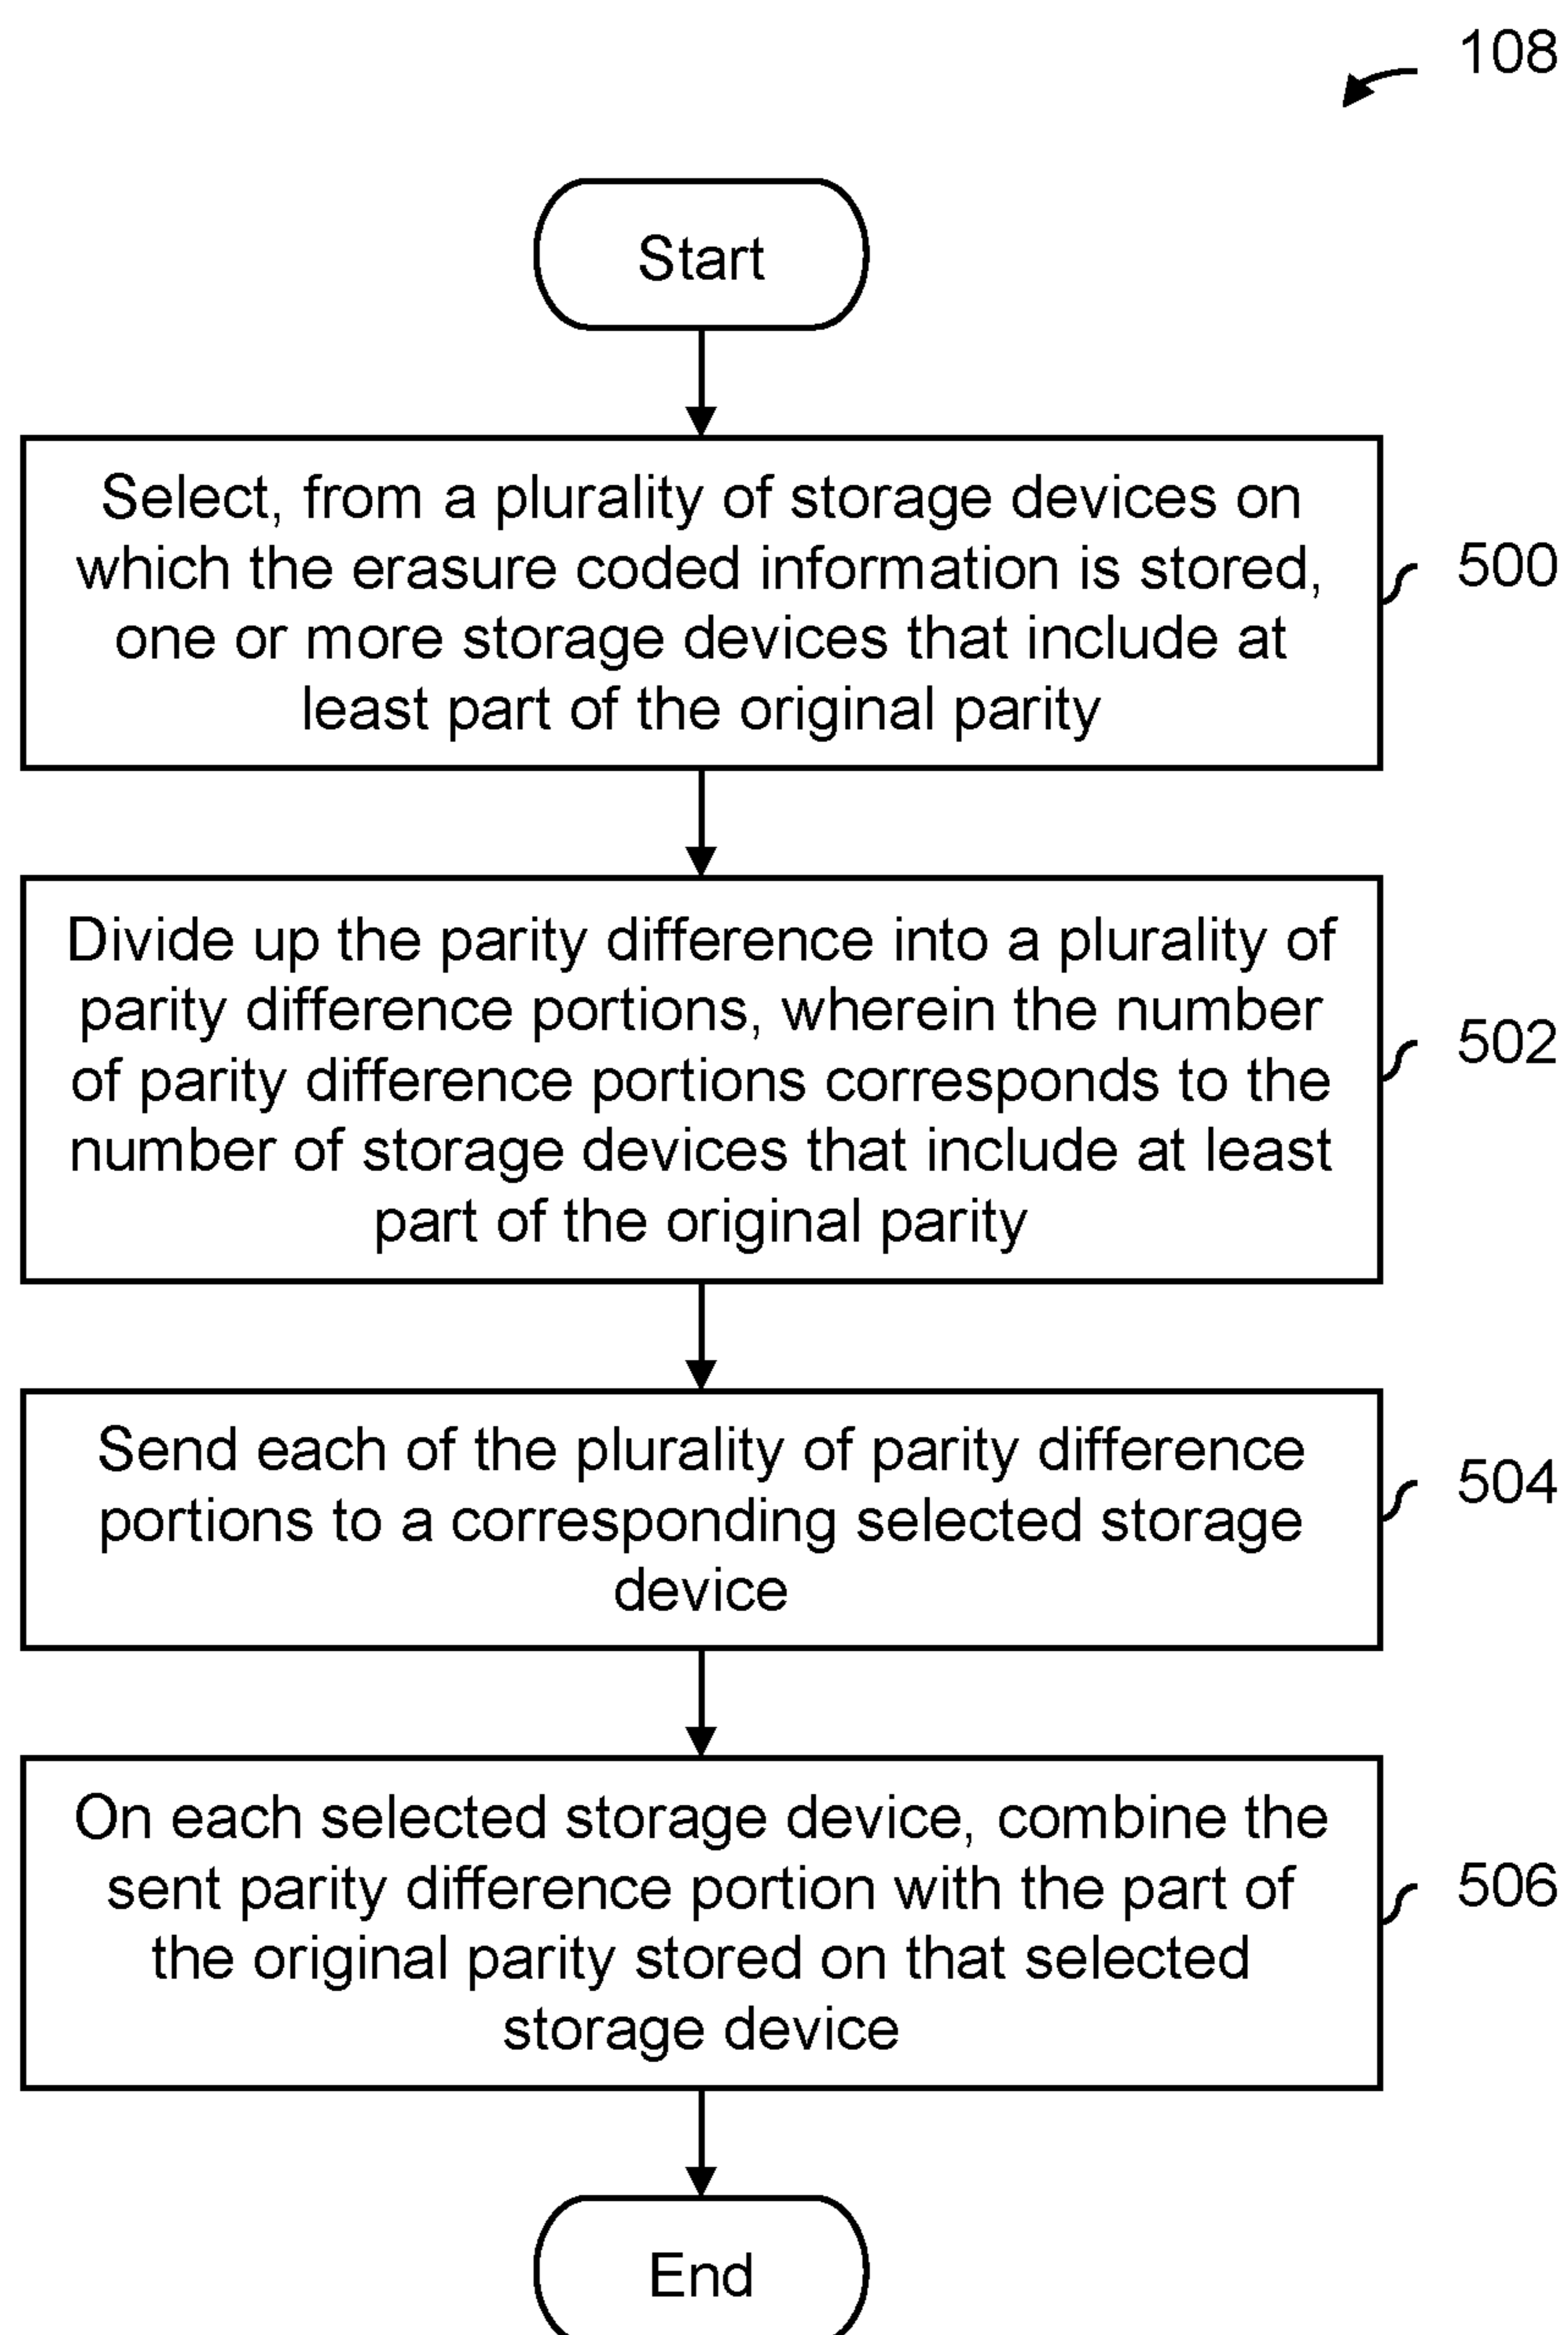 108
Start
Select, from a plurality of storage devices on
which the erasure coded information is stored,
one or more storage devices that include at
least part of the original parity
500
Divide up the parity difference into a plurality of
parity difference portions, wherein the number
of parity difference portions corresponds to the
number of storage devices that include at least
part of the original parity
502
Send each of the plurality of parity difference
portions to a corresponding selected storage
device
504
On each selected storage device, combine the
sent parity difference portion with the part of
the original parity stored on that selected
storage device
506
End